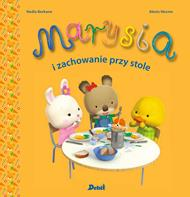 Nadia Berkane Alexis Nesme
Marysia
i zachowanie przy stole
Debit